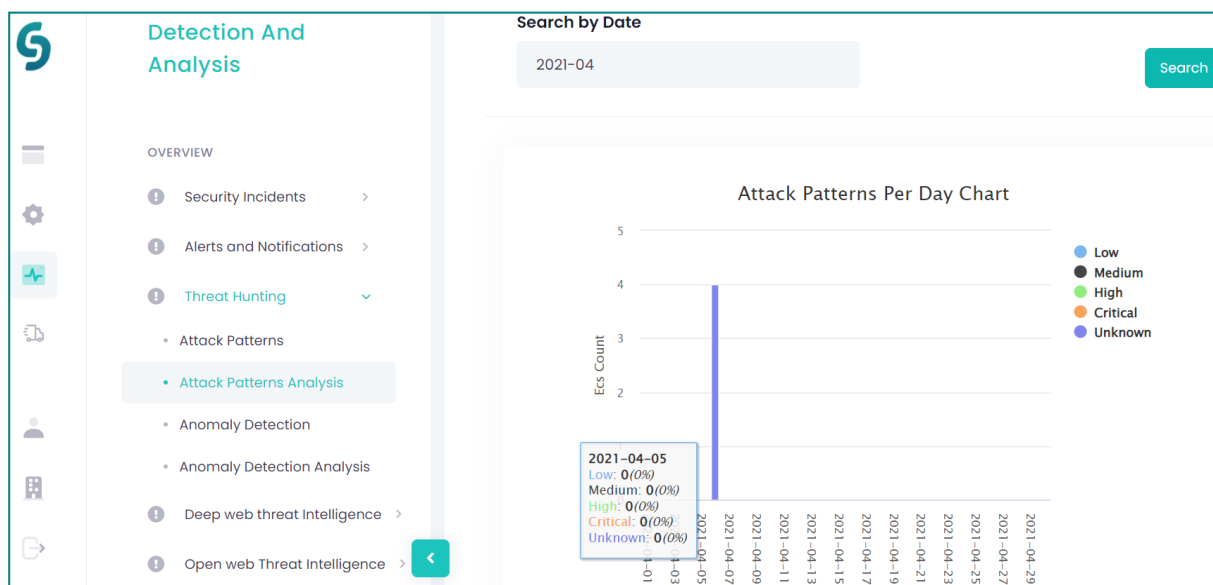 Detection And
Analysis
OVERVIEW
Security Incidents
Alerts and Notifications
Threat Hunting
Attack Patterns
Attack Patterns Analysis
Anomaly Detection
Anomaly Detection Analysis
Deep web threat Intelligence
Open web Threat Intelligence
Search by Date
2021-04
Search
Attack Patterns Per Day Chart
5
4
3
2
Ecs Count
Low
Medium
High
Critical
Unknown
2021-04-05
Low: 0(0%)
Medium: 0(0%)
High: 0(0%)
Critical: 0(0%)
Unknown: 0(0%)
04-01
04-03
2021-04-05
2021-04-07
2021-04-09
2021-04-11
2021-04-13
2021-04-15
2021-04-17
2021-04-19
2021-04-21
2021-04-23
2021-04-25
2021-04-27
2021-04-29